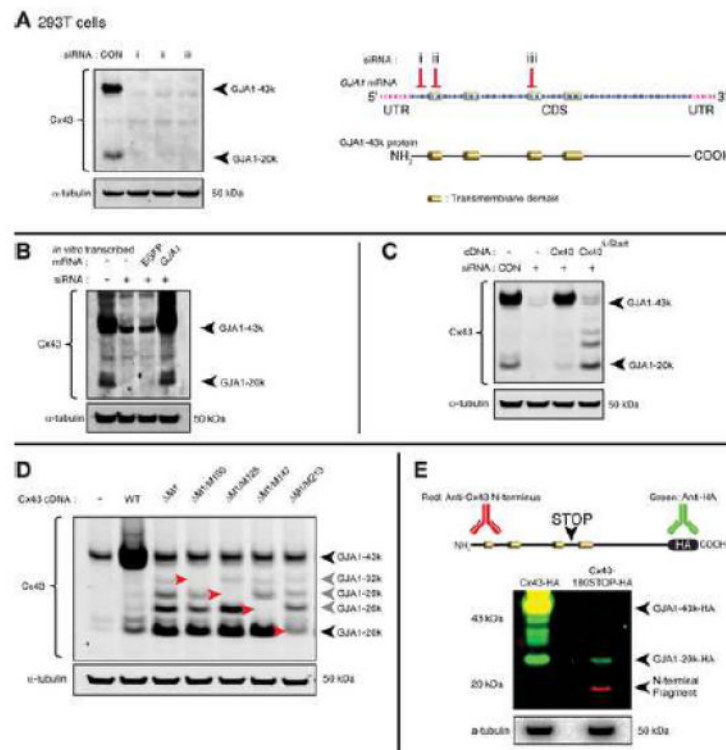 A 293T cells
siRNA: CON i ii iii
Cx43
GJA1-43k
GJA1-20k
α-tubulin
50 kDa
siRNA: i ii iii
GJA1 mRNA
5' 3'
UTR CDS UTR
GJA1-43k protein
NH2 COOH
: Transmembrane domain
B
in vitro transcribed
mRNA : - - EGFP GJA1
siRNA : - + + +
Cx43
GJA1-43k
GJA1-20k
α-tubulin
50 kDa
C
cDNA : - - Cx43 Cx43
siRNA : CON + + +
Cx43
GJA1-43k
GJA1-20k
α-tubulin
50 kDa
D
Cx43 cDNA : - WT
Cx43
GJA1-43k
GJA1-32k
GJA1-29k
GJA1-26k
GJA1-20k
α-tubulin
50 kDa
E
Red: Anti-Cx43 N-terminus
Green: Anti-HA
STOP
NH2 HA COOH
Cx43-HA
Cx43-
180STOP-HA
43 kDa
GJA1-43k-HA
GJA1-20k-HA
20 kDa
N-terminal
Fragment
α-tubulin
50 kDa